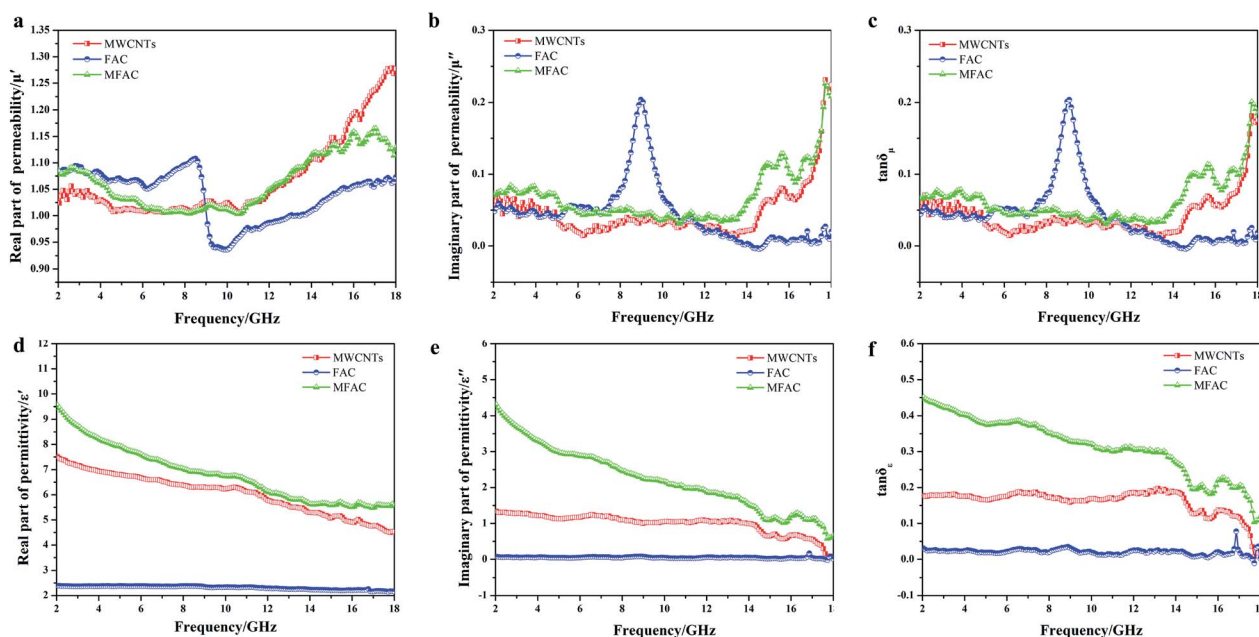 a
Real part of permeability/μ′
1.35
1.30
1.25
1.20
1.15
1.10
1.05
1.00
0.95
0.90
MWCNTs
FAC
MFAC
2 4 6 8 10 12 14 16 18
Frequency/GHz
b
Imaginary part of permeability/μ′′
0.3
0.2
0.1
0.0
MWCNTs
FAC
MFAC
2 4 6 8 10 12 14 16 1
Frequency/GHz
c
tanδμ
0.3
0.2
0.1
0.0
MWCNTs
FAC
MFAC
2 4 6 8 10 12 14 16 18
Frequency/GHz
d
Real part of permittivity/ε′
12
11
10
9
8
7
6
5
4
3
2
MWCNTs
FAC
MFAC
2 4 6 8 10 12 14 16 18
Frequency/GHz
e
Imaginary part of permittivity/ε′′
6
5
4
3
2
1
0
-1
MWCNTs
FAC
MFAC
2 4 6 8 10 12 14 16 18
Frequency/GHz
f
tanδε
0.6
0.5
0.4
0.3
0.2
0.1
0.0
-0.1
MWCNTs
FAC
MFAC
2 4 6 8 10 12 14 16 18
Frequency/GHz